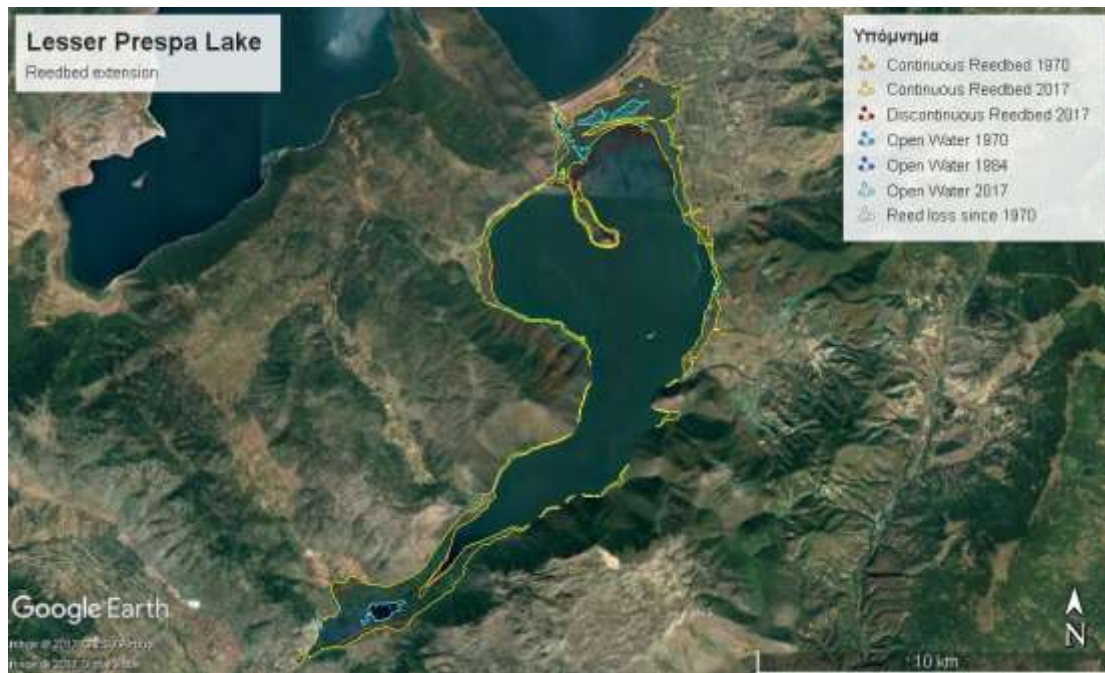 Lesser Prespa Lake
Reedbed extension
Υπόμνημα
Continuous Reedbed 1970
Continuous Reedbed 2017
Discontinuous Reedbed 2017
Open Water 1970
Open Water 1984
Open Water 2017
Reed loss since 1970
Google Earth
N
10 km